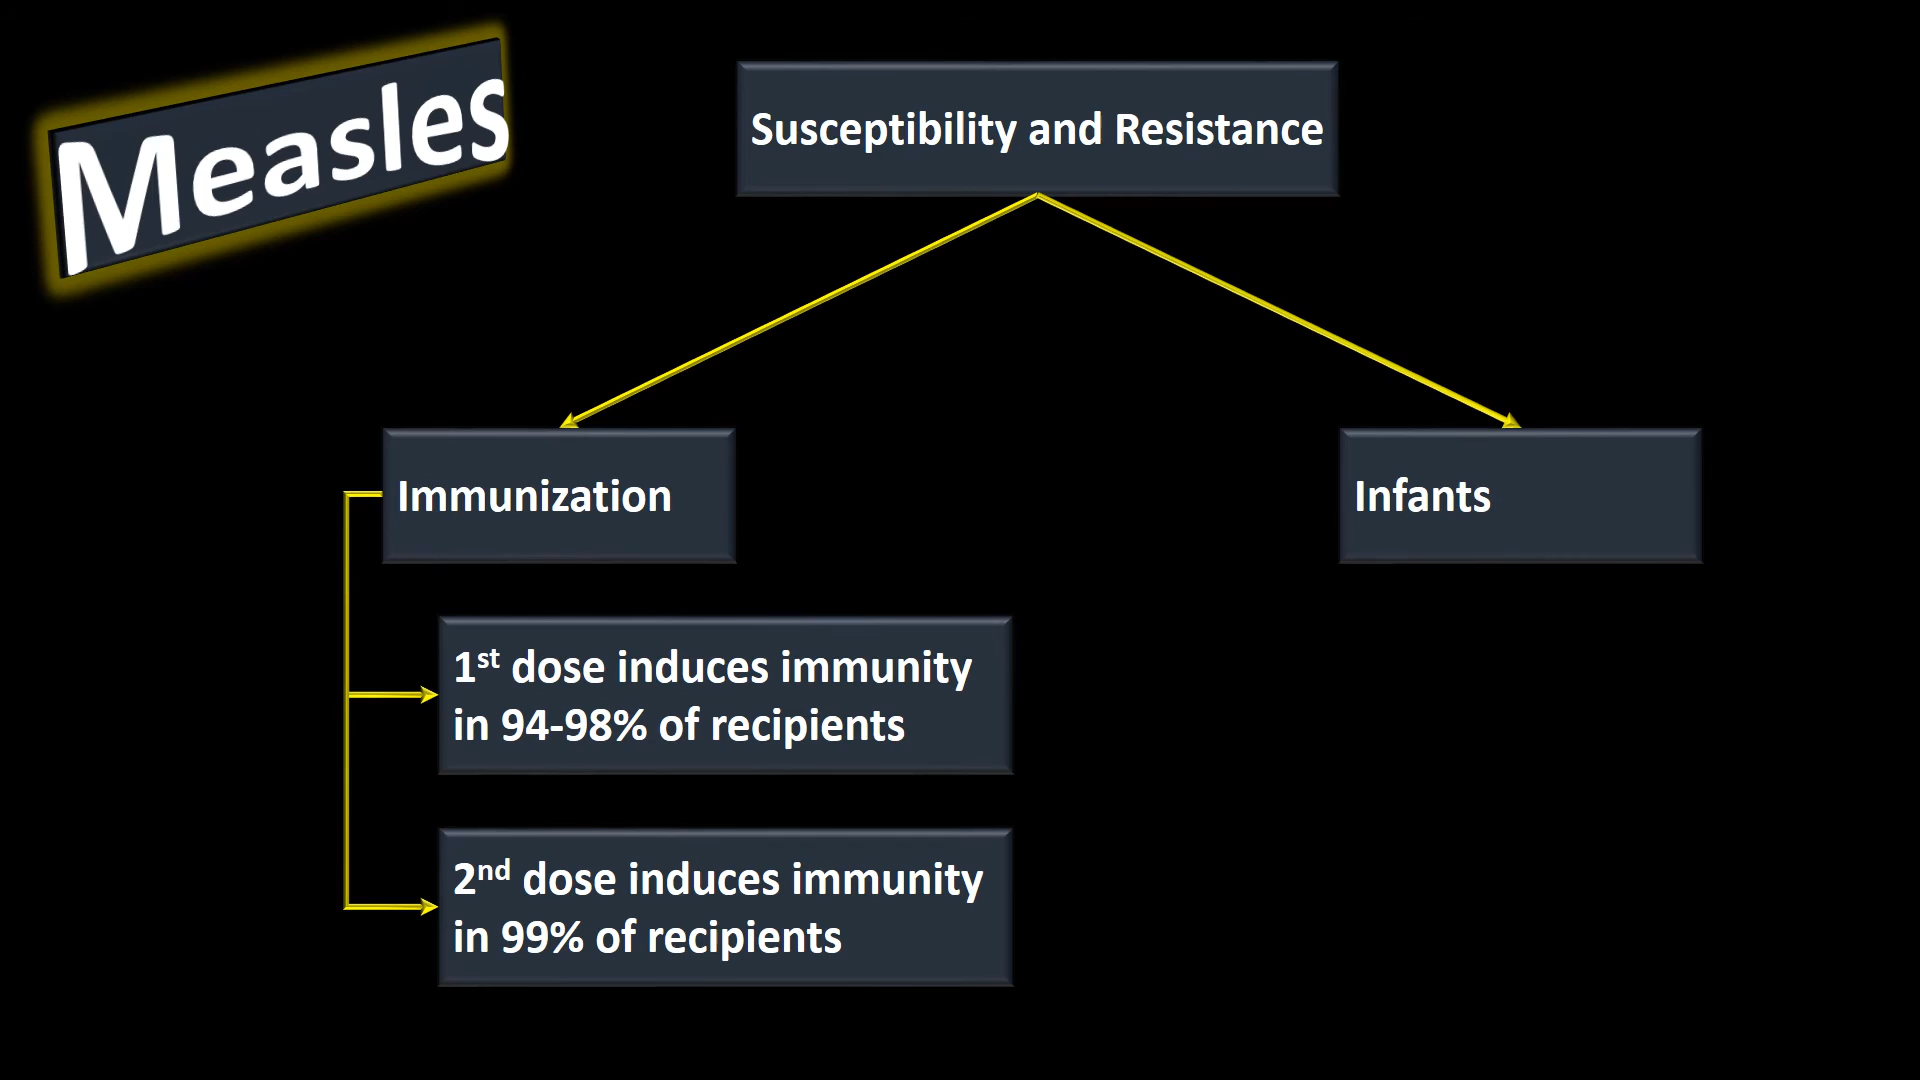 Measles
Susceptibility and Resistance
Immunization
Infants
1st dose induces immunity
in 94-98% of recipients
2nd dose induces immunity
in 99% of recipients